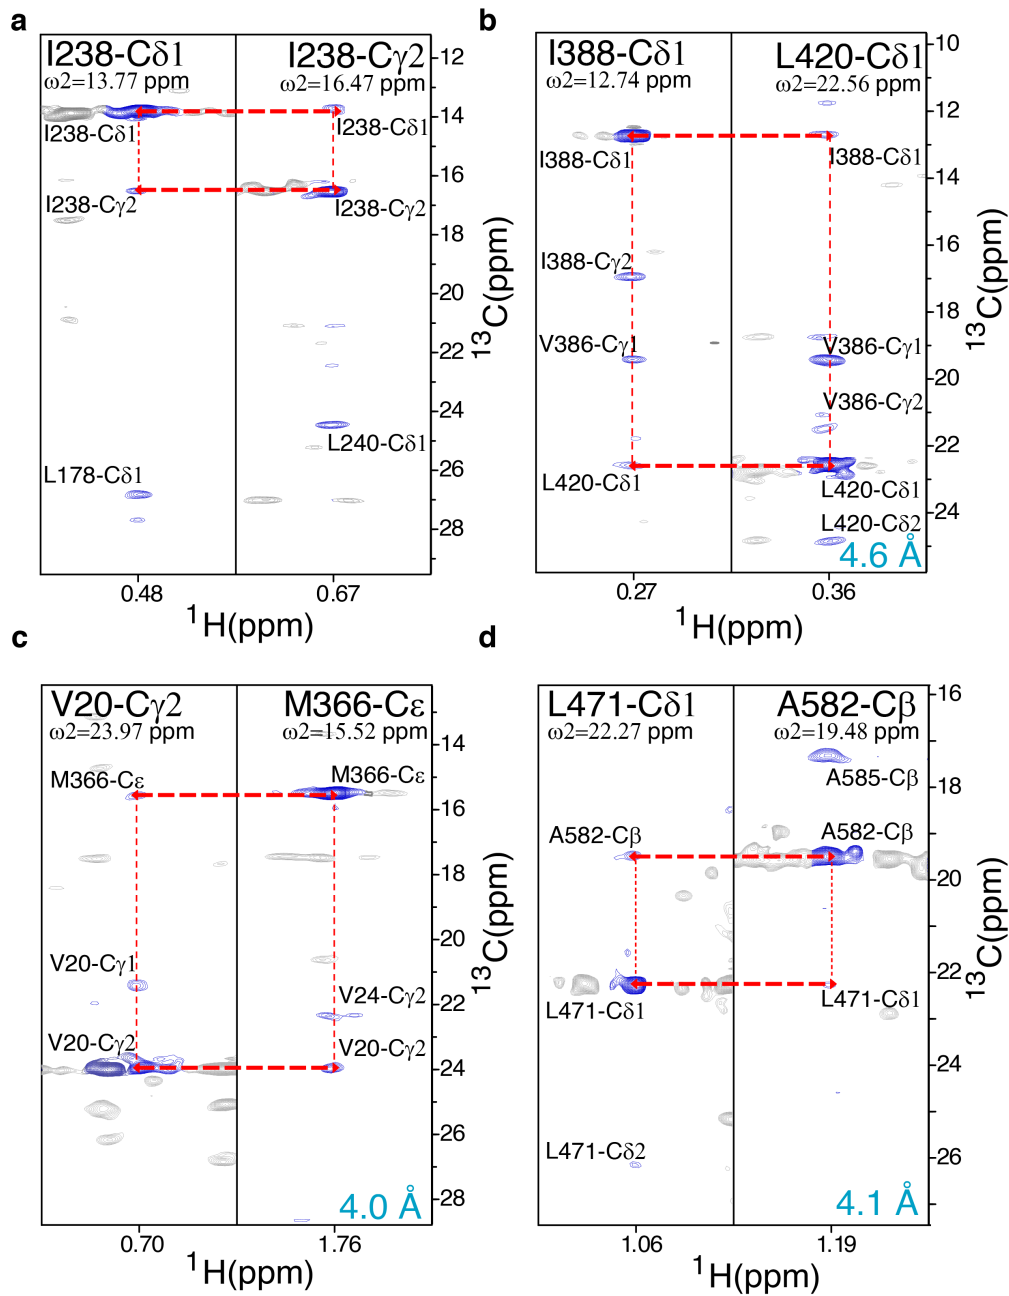 a
I238-Cδ1
ω2=13.77 ppm
I238-Cγ2
ω2=16.47 ppm
I238-Cδ1
I238-Cδ1
I238-Cγ2
I238-Cγ2
L240-Cδ1
L178-Cδ1
12
14
16
18
20
22
24
26
28
13C(ppm)
0.48
0.67
1H(ppm)
b
I388-Cδ1
ω2=12.74 ppm
L420-Cδ1
ω2=22.56 ppm
I388-Cδ1
I388-Cδ1
I388-Cγ2
V386-Cγ1
V386-Cγ1
V386-Cγ2
L420-Cδ1
L420-Cδ1
L420-Cδ2
4.6 Å
10
12
14
16
18
20
22
24
13C(ppm)
0.27
0.36
1H(ppm)
c
V20-Cγ2
ω2=23.97 ppm
M366-Cε
ω2=15.52 ppm
M366-Cε
M366-Cε
V20-Cγ1
V24-Cγ2
V20-Cγ2
V20-Cγ2
4.0 Å
14
16
18
20
22
24
26
28
13C(ppm)
0.70
1.76
1H(ppm)
d
L471-Cδ1
ω2=22.27 ppm
A582-Cβ
ω2=19.48 ppm
A585-Cβ
A582-Cβ
A582-Cβ
L471-Cδ1
L471-Cδ1
L471-Cδ2
4.1 Å
16
18
20
22
24
26
13C(ppm)
1.06
1.19
1H(ppm)